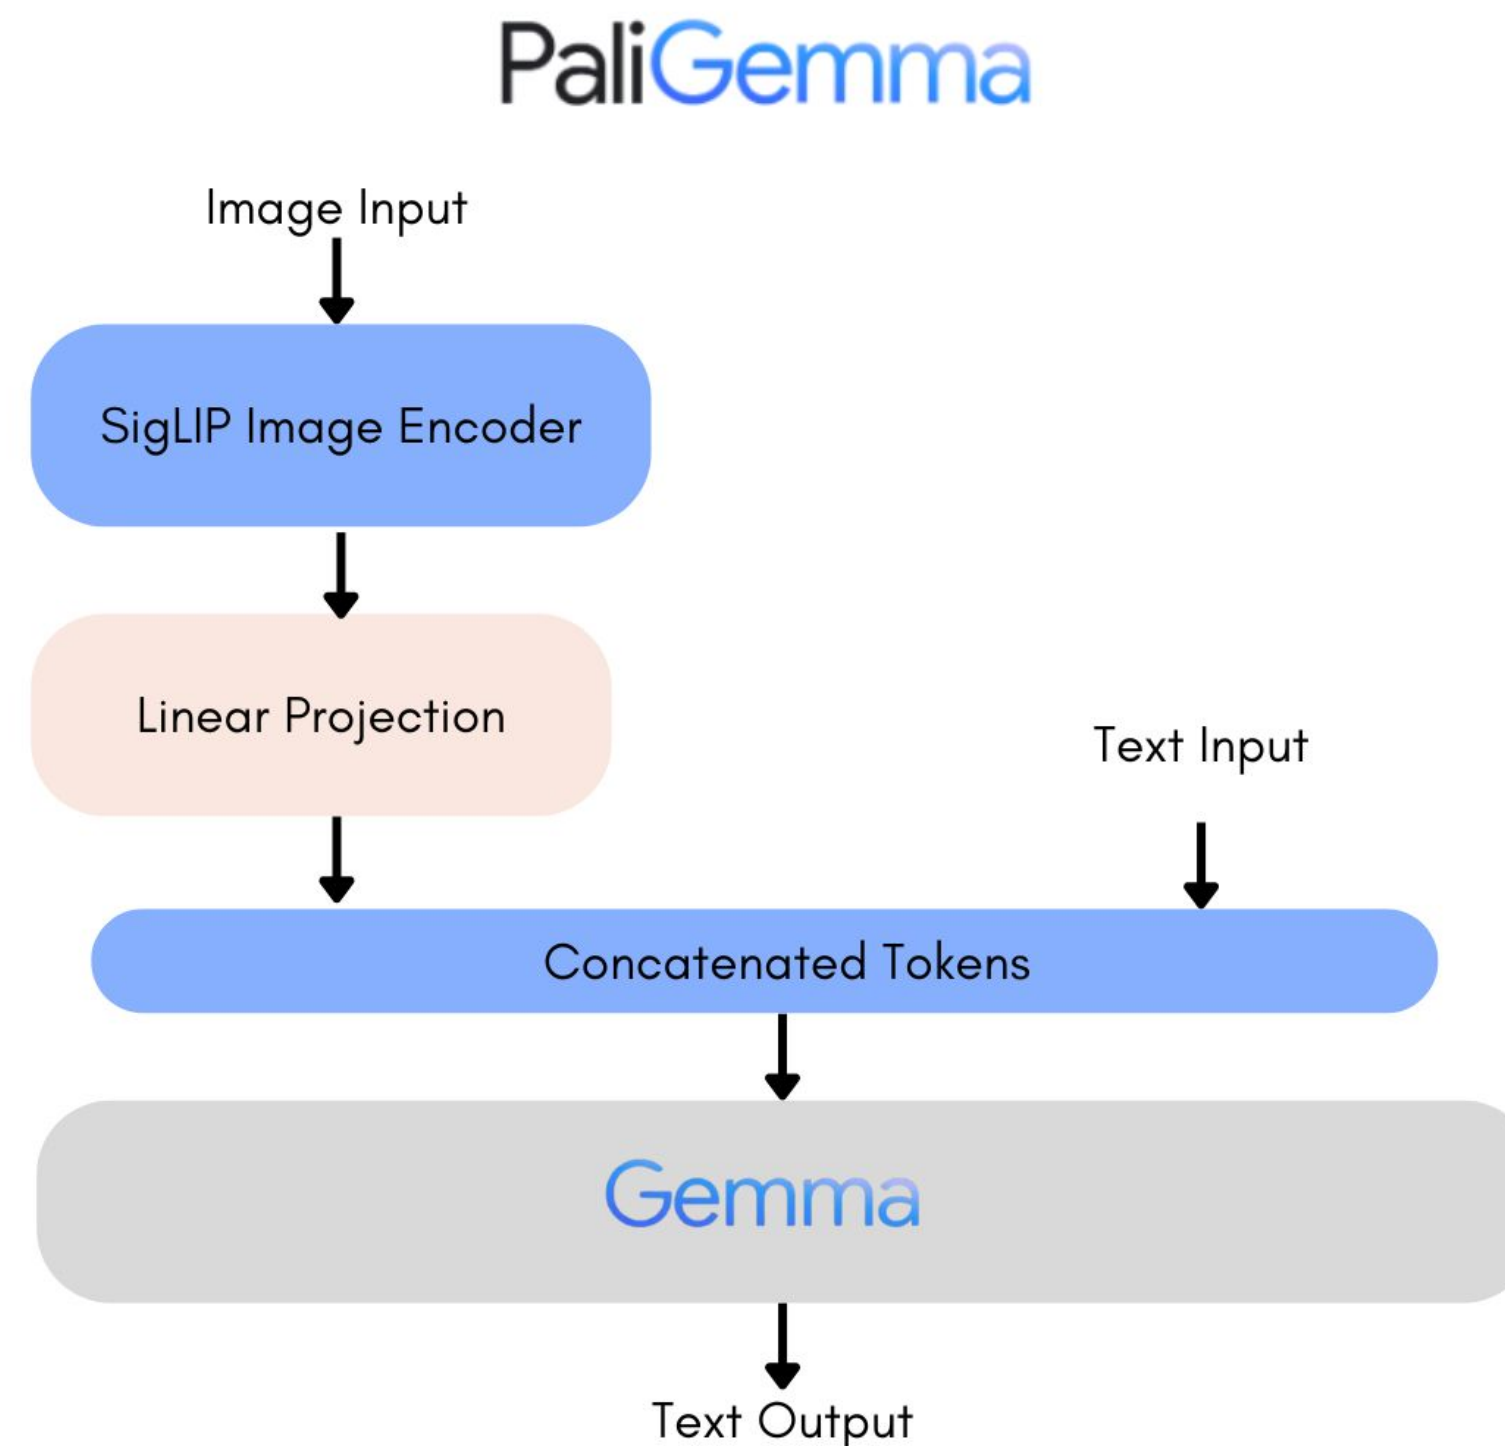 PaliGemma
Image Input
SigLIP Image Encoder
Linear Projection
Text Input
Concatenated Tokens
Gemma
Text Output